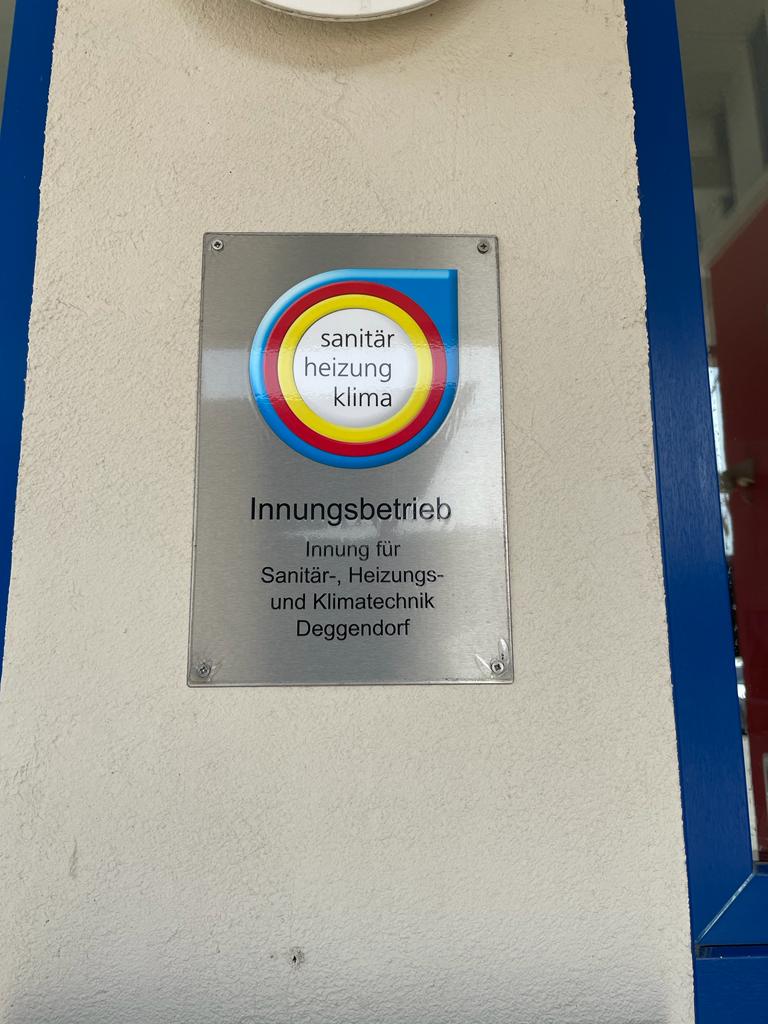 sanitär
heizung
klima
Innungsbetrieb
Innung für
Sanitär-, Heizungs-
und Klimatechnik
Deggendorf